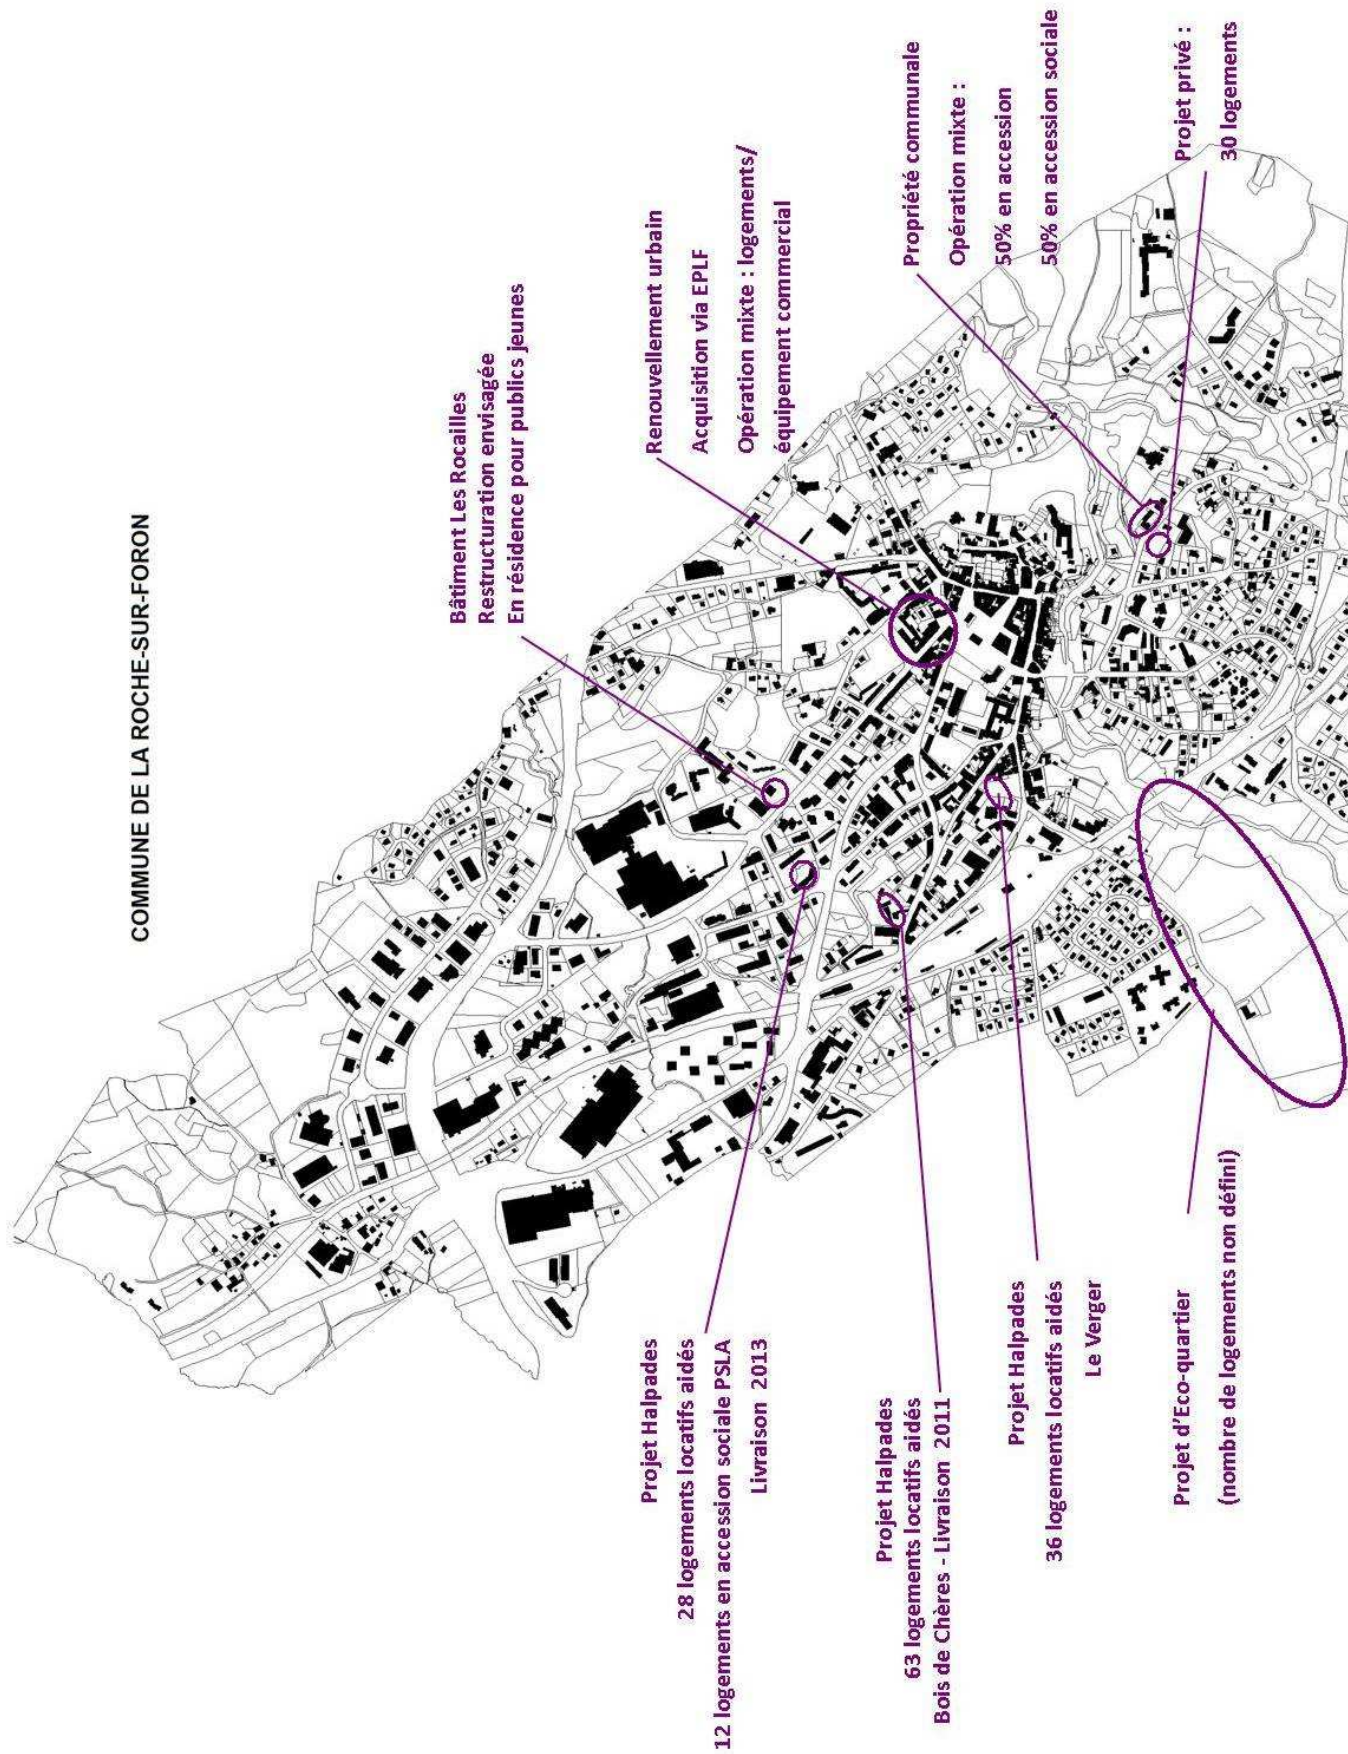 COMMUNE DE LA ROCHE-SUR-FORON
Bâtiment Les Rocailles
Restructuration envisagée
En résidence pour publics jeunes
Renouvellement urbain
Acquisition via EPLF
Opération mixte : logements/
équipement commercial
Propriété communale
Opération mixte :
50% en accession
50% en accession sociale
Projet privé :
30 logements
Projet Halpades
28 logements locatifs aidés
12 logements en accession sociale PSLA
Livraison 2013
Projet Halpades
63 logements locatifs aidés
Bois de Chères - Livraison 2011
Projet Halpades
36 logements locatifs aidés
Le Verger
Projet d'Eco-quartier
(nombre de logements non défini)